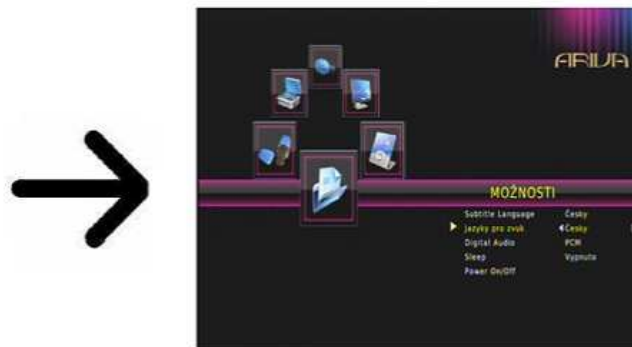 ARIVA
MOŽNOSTI
Subtitle Language Česky
Jazyky pro zvuk Česky
Digital Audio PCM
Sleep Vypnuto
Power On/Off